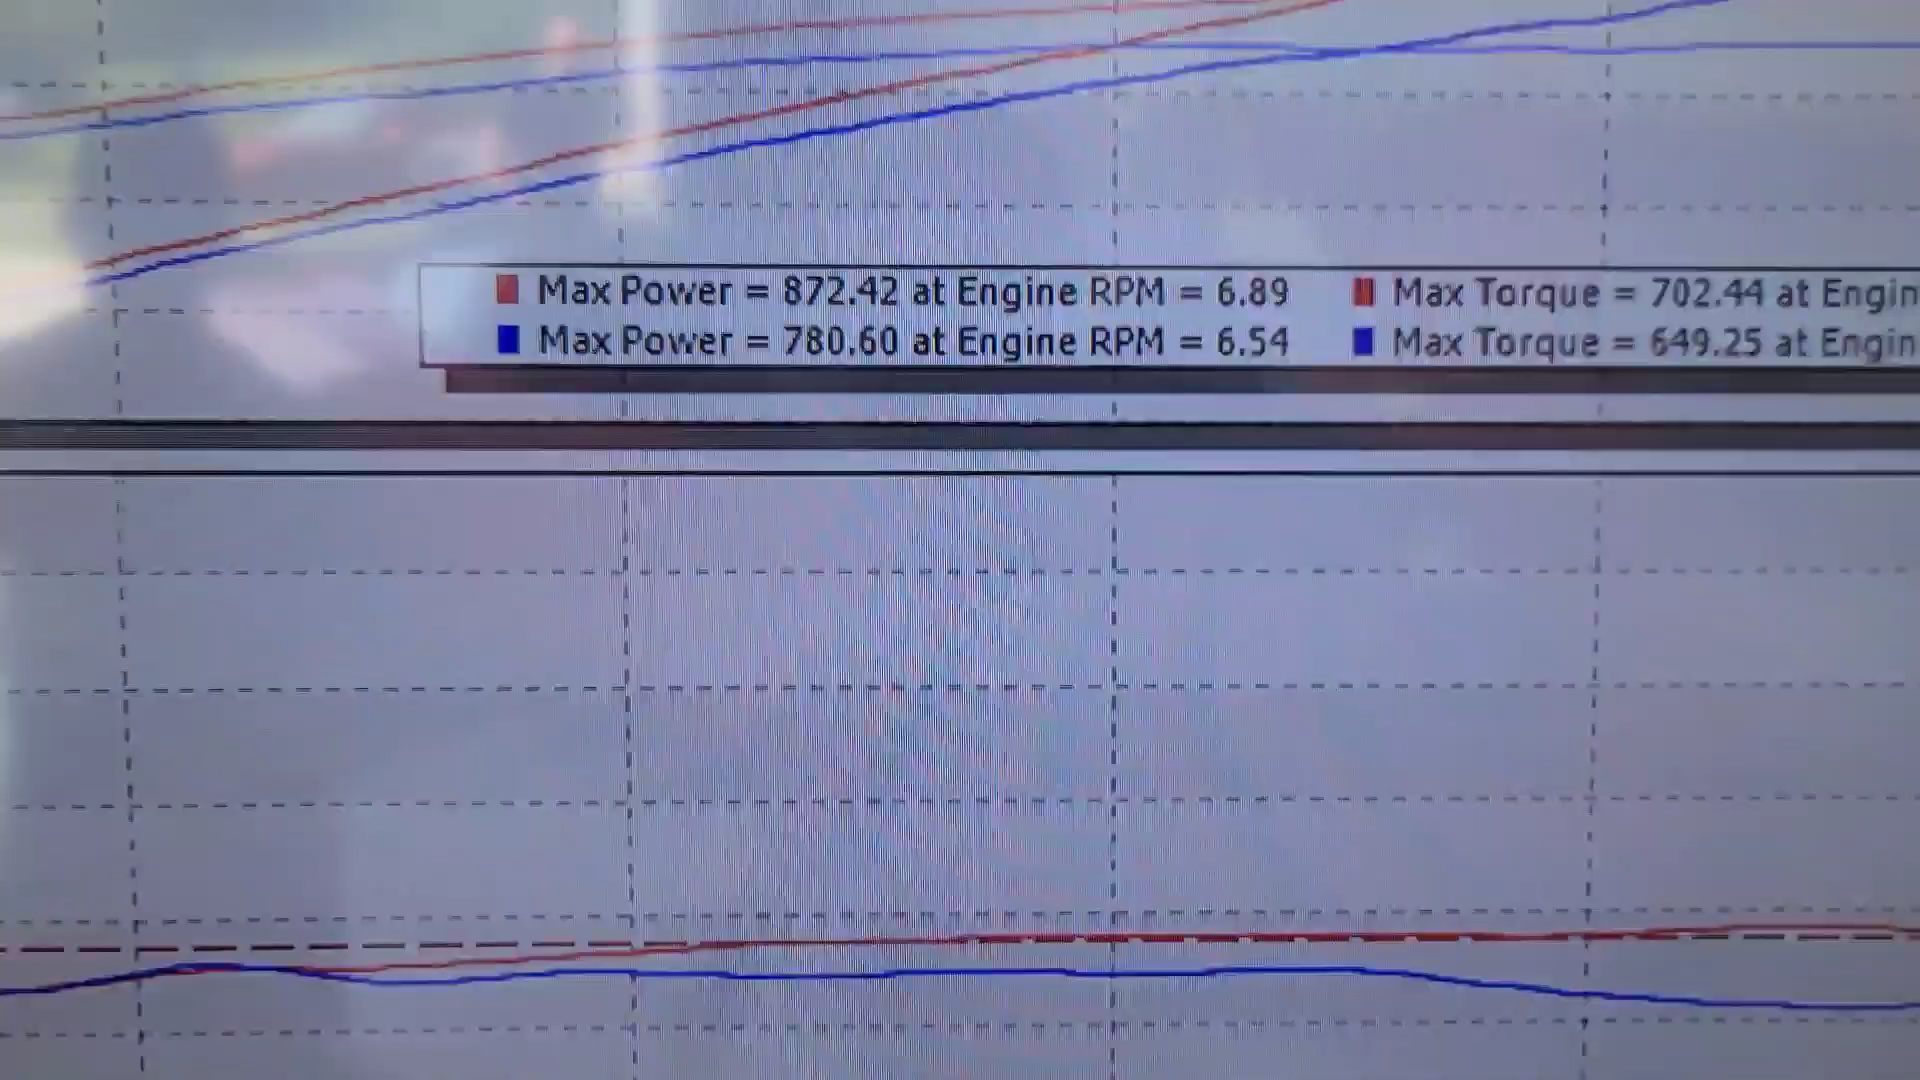 Max Power = 872.42 at Engine RPM = 6.89 Max Torque = 702.44 at Engin
Max Power = 780.60 at Engine RPM = 6.54 Max Torque = 649.25 at Engin